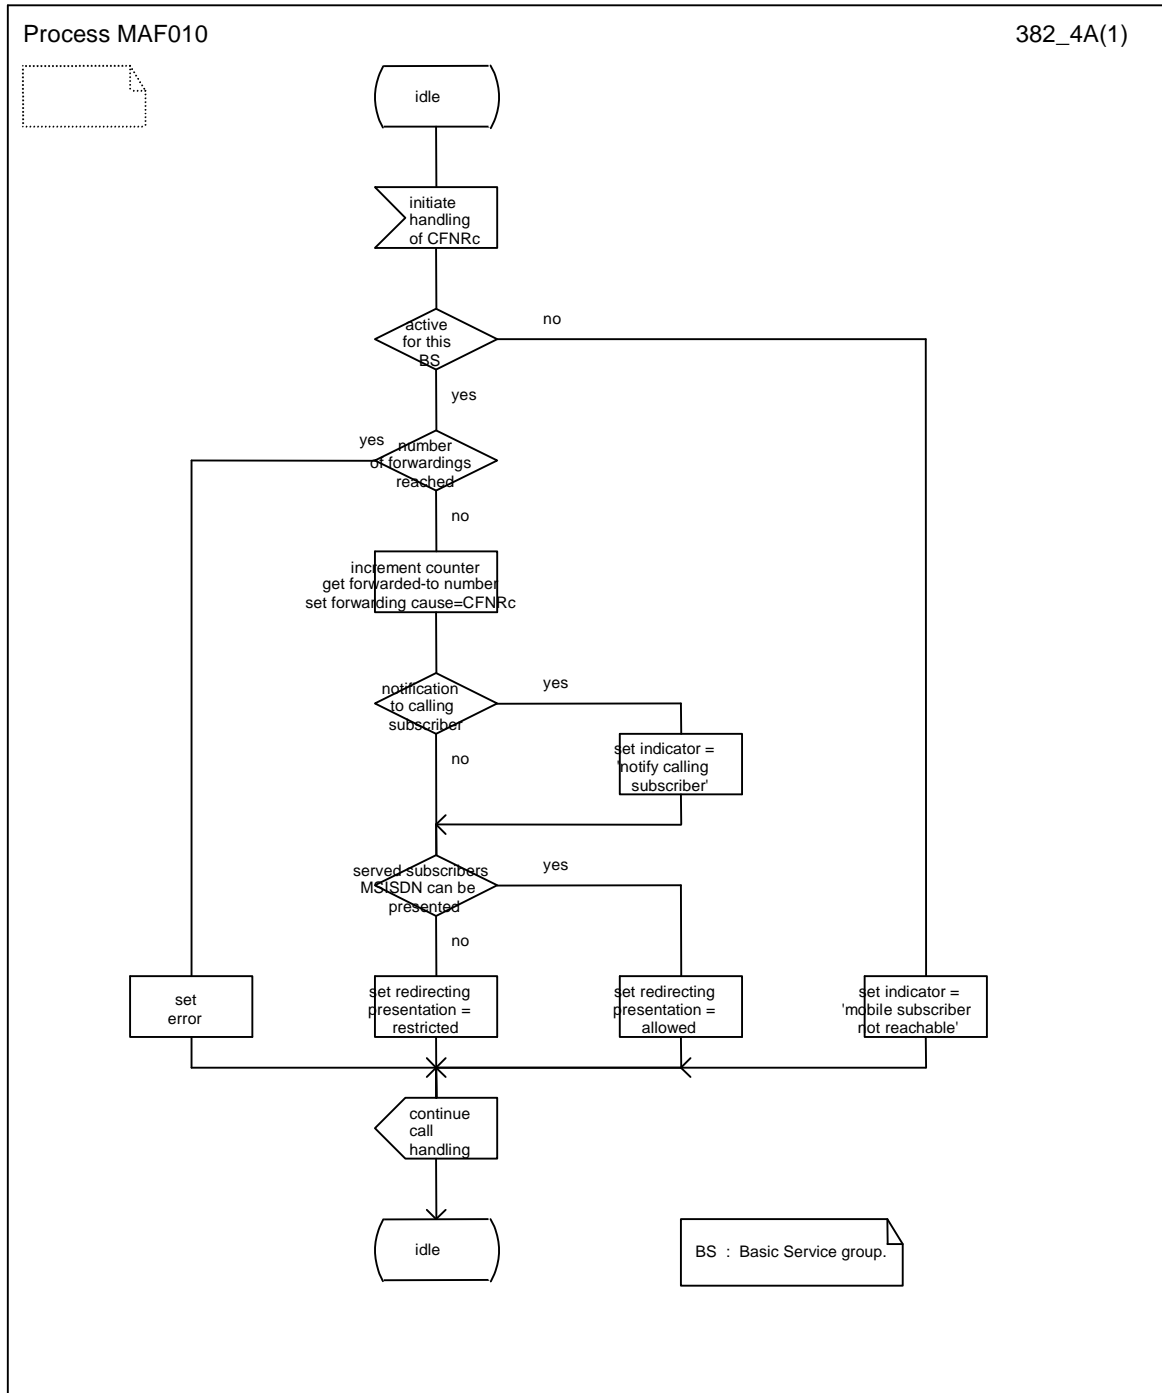 Process MAF010
382_4A(1)
idle
initiate
handling
of CFNRc
active
for this
BS
no
yes
yes
number
of forwardings
reached
no
increment counter
get forwarded-to number
set forwarding cause=CFNRc
notification
to calling
subscriber
yes
no
set indicator =
'notify calling
subscriber'
served subscribers
MSISDN can be
presented
yes
no
set
error
set redirecting
presentation =
restricted
set redirecting
presentation =
allowed
set indicator =
'mobile subscriber
not reachable'
continue
call
handling
idle
BS : Basic Service group.